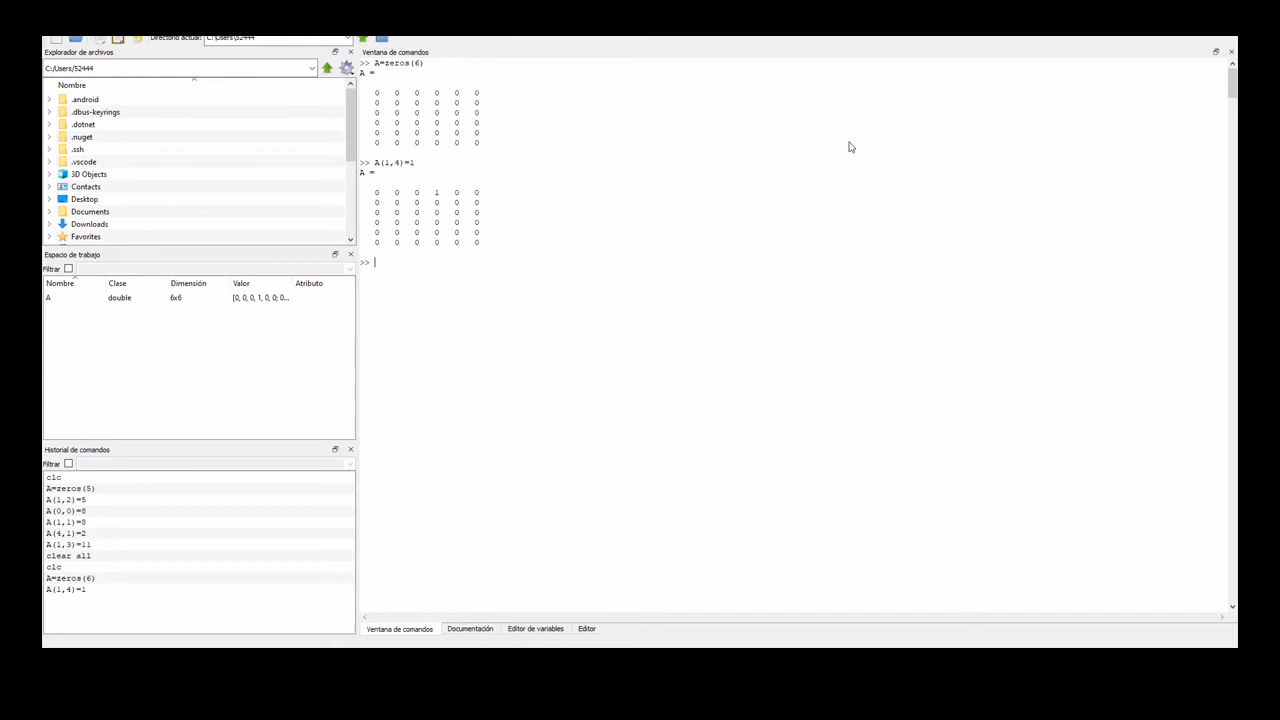 Directorio actual: C:\Users\52444
Explorador de archivos
C:/Users/52444
Nombre
.android
.dbus-keyrings
.dotnet
.nuget
.ssh
.vscode
3D Objects
Contacts
Desktop
Documents
Downloads
Favorites
Espacio de trabajo
Filtrar
Nombre Clase Dimensión Valor Atributo
A double 6x6 [0, 0, 0, 1, 0, 0; 0...
Historial de comandos
Filtrar
clc
A=zeros(5)
A(1,2)=5
A(0,0)=8
A(1,1)=8
A(4,1)=2
A(1,3)=11
clear all
clc
A=zeros(6)
A(1,4)=1
Ventana de comandos
>> A=zeros(6)
A =
0 0 0 0 0 0
0 0 0 0 0 0
0 0 0 0 0 0
0 0 0 0 0 0
0 0 0 0 0 0
0 0 0 0 0 0
>> A(1,4)=1
A =
0 0 0 1 0 0
0 0 0 0 0 0
0 0 0 0 0 0
0 0 0 0 0 0
0 0 0 0 0 0
0 0 0 0 0 0
>>
Ventana de comandos Documentación Editor de variables Editor